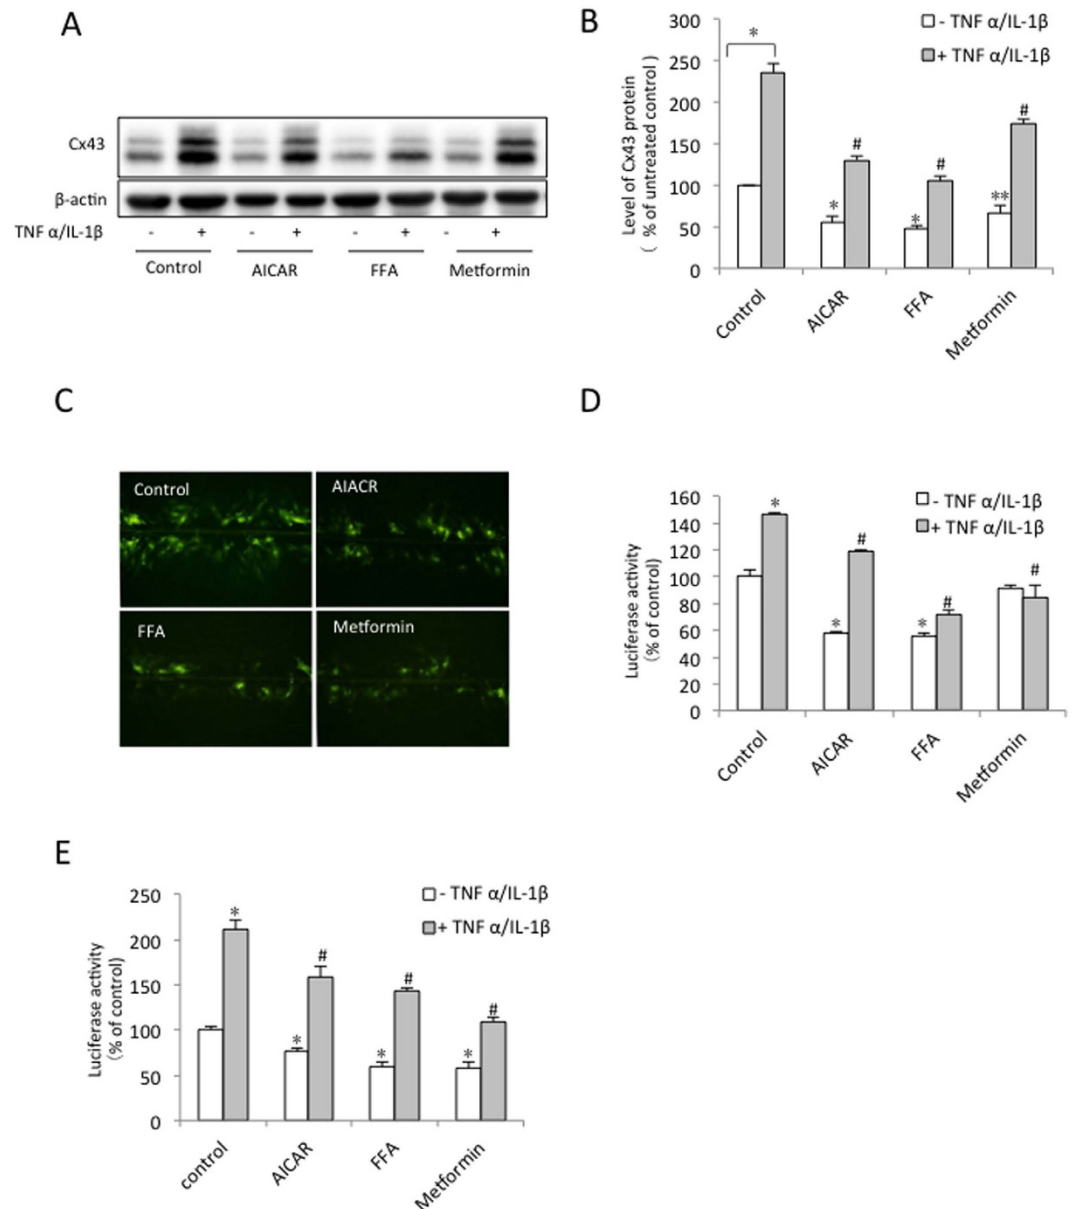 A
Cx43
β-actin
TNF α/IL-1β - + - + - + - +
Control AICAR FFA Metformin
B
- TNF α/IL-1β
+ TNF α/IL-1β
Level of Cx43 protein
( % of untreated control )
300
250
200
150
100
50
0
*
*
#
*
#
**
#
Control
AICAR
FFA
Metformin
C
Control
AIACR
FFA
Metformin
D
- TNF α/IL-1β
+ TNF α/IL-1β
Luciferase activity
(% of control)
160
140
120
100
80
60
40
20
0
*
*
#
*
#
#
Control
AICAR
FFA
Metformin
E
- TNF α/IL-1β
+ TNF α/IL-1β
Luciferase activity
(% of control)
250
200
150
100
50
0
*
*
#
*
#
*
#
control
AICAR
FFA
Metformin